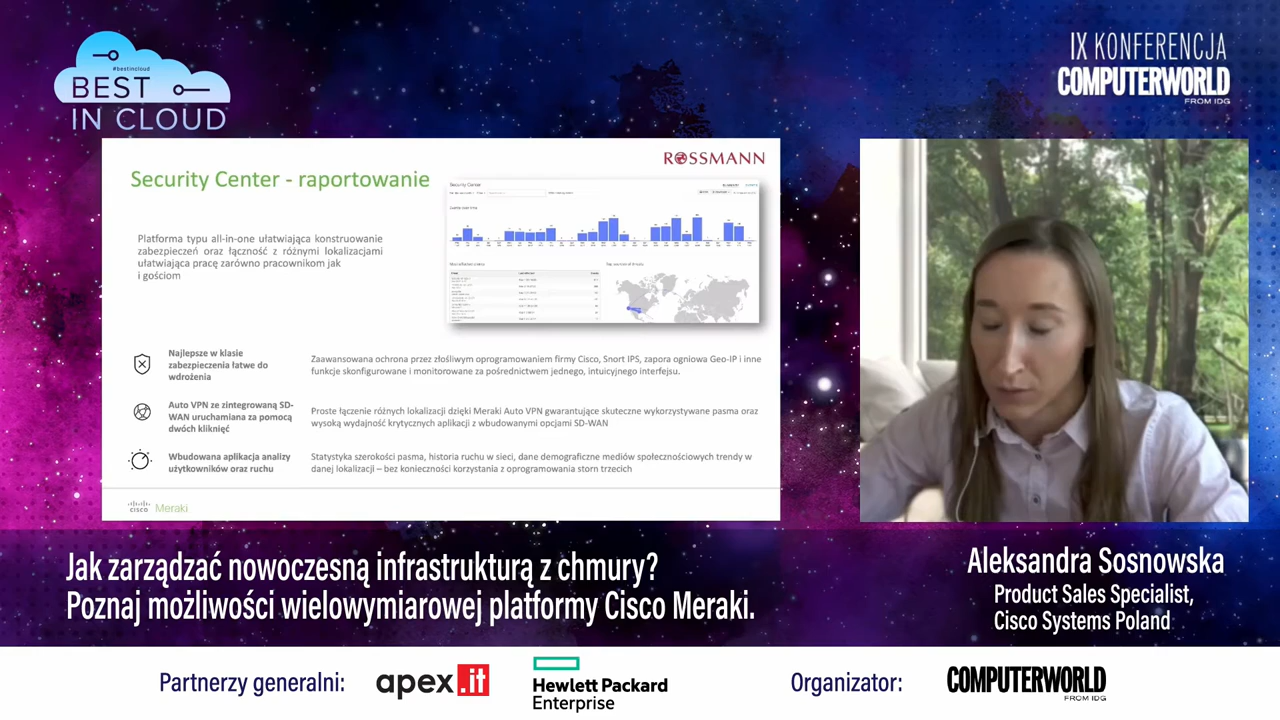 #bestincloud
BEST
IN CLOUD
IX KONFERENCJA
COMPUTERWORLD
FROM IDG
ROSSMANN
Security Center - raportowanie
Security Center
Platforma typu all-in-one ułatwiająca konstruowanie
zabezpieczeń oraz łączność z różnymi lokalizacjami
ułatwiająca pracę zarówno pracownikom jak
i gościom
Najlepsze w klasie
zabezpieczenia łatwe do
wdrożenia
Zaawansowana ochrona przez złośliwym oprogramowaniem firmy Cisco, Snort IPS, zapora ogniowa Geo-IP i inne
funkcje skonfigurowane i monitorowane za pośrednictwem jednego, intuicyjnego interfejsu.
Auto VPN ze zintegrowaną SD-
WAN uruchamiana za pomocą
dwóch kliknięć
Proste łączenie różnych lokalizacji dzięki Meraki Auto VPN gwarantujące skuteczne wykorzystywane pasma oraz
wysoką wydajność krytycznych aplikacji z wbudowanymi opcjami SD-WAN
Wbudowana aplikacja analizy
użytkowników oraz ruchu
Statystyka szerokości pasma, historia ruchu w sieci, dane demograficzne mediów społecznościowych trendy w
danej lokalizacji – bez konieczności korzystania z oprogramowania storn trzecich
CISCO Meraki
Jak zarządzać nowoczesną infrastrukturą z chmury?
Poznaj możliwości wielowymiarowej platformy Cisco Meraki.
Aleksandra Sosnowska
Product Sales Specialist,
Cisco Systems Poland
Partnerzy generalni:
apex.it
Hewlett Packard
Enterprise
Organizator:
COMPUTERWORLD
FROM IDG